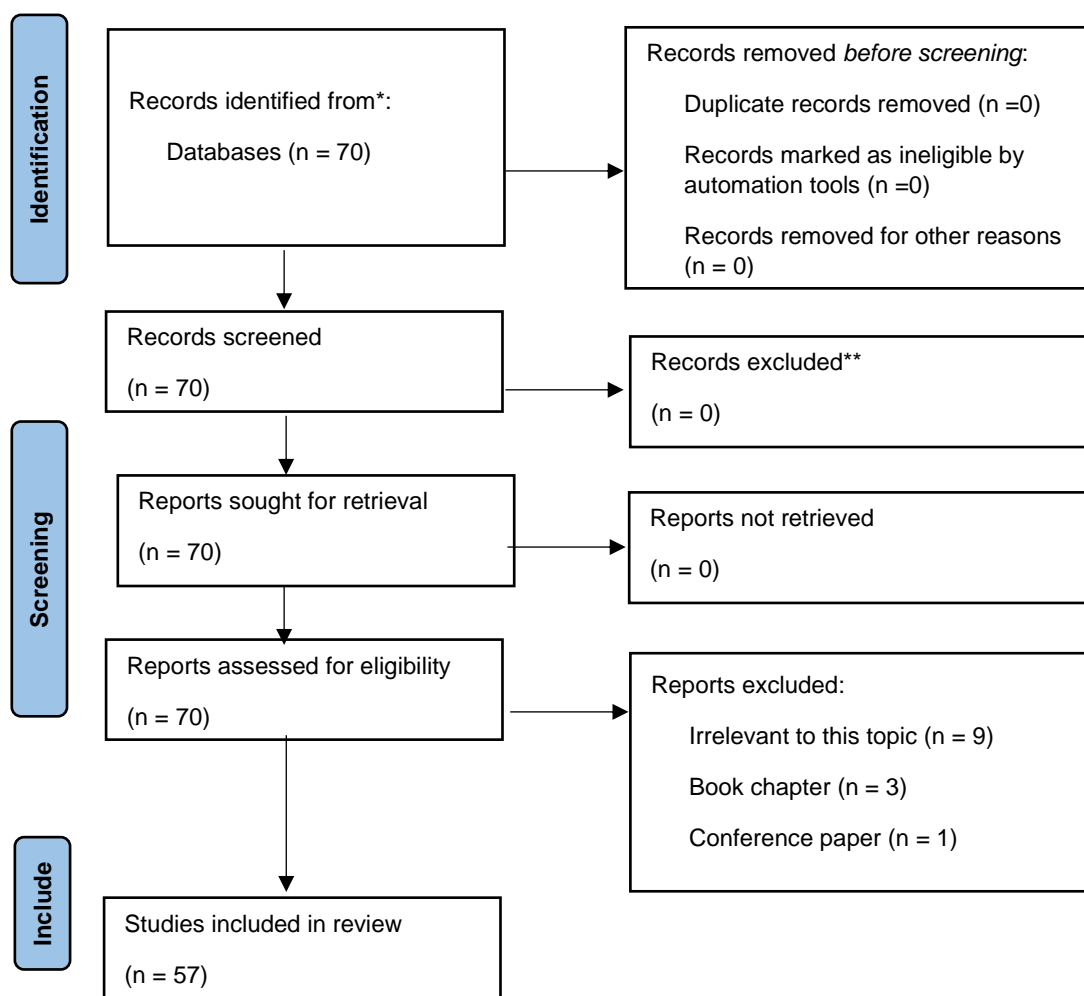 Identification
Records identified from*:
Databases (n = 70)
Records removed before screening:
Duplicate records removed (n =0)
Records marked as ineligible by
automation tools (n =0)
Records removed for other reasons
(n = 0)
Screening
Records screened
(n = 70)
Records excluded**
(n = 0)
Reports sought for retrieval
(n = 70)
Reports not retrieved
(n = 0)
Reports assessed for eligibility
(n = 70)
Reports excluded:
Irrelevant to this topic (n = 9)
Book chapter (n = 3)
Conference paper (n = 1)
Include
Studies included in review
(n = 57)